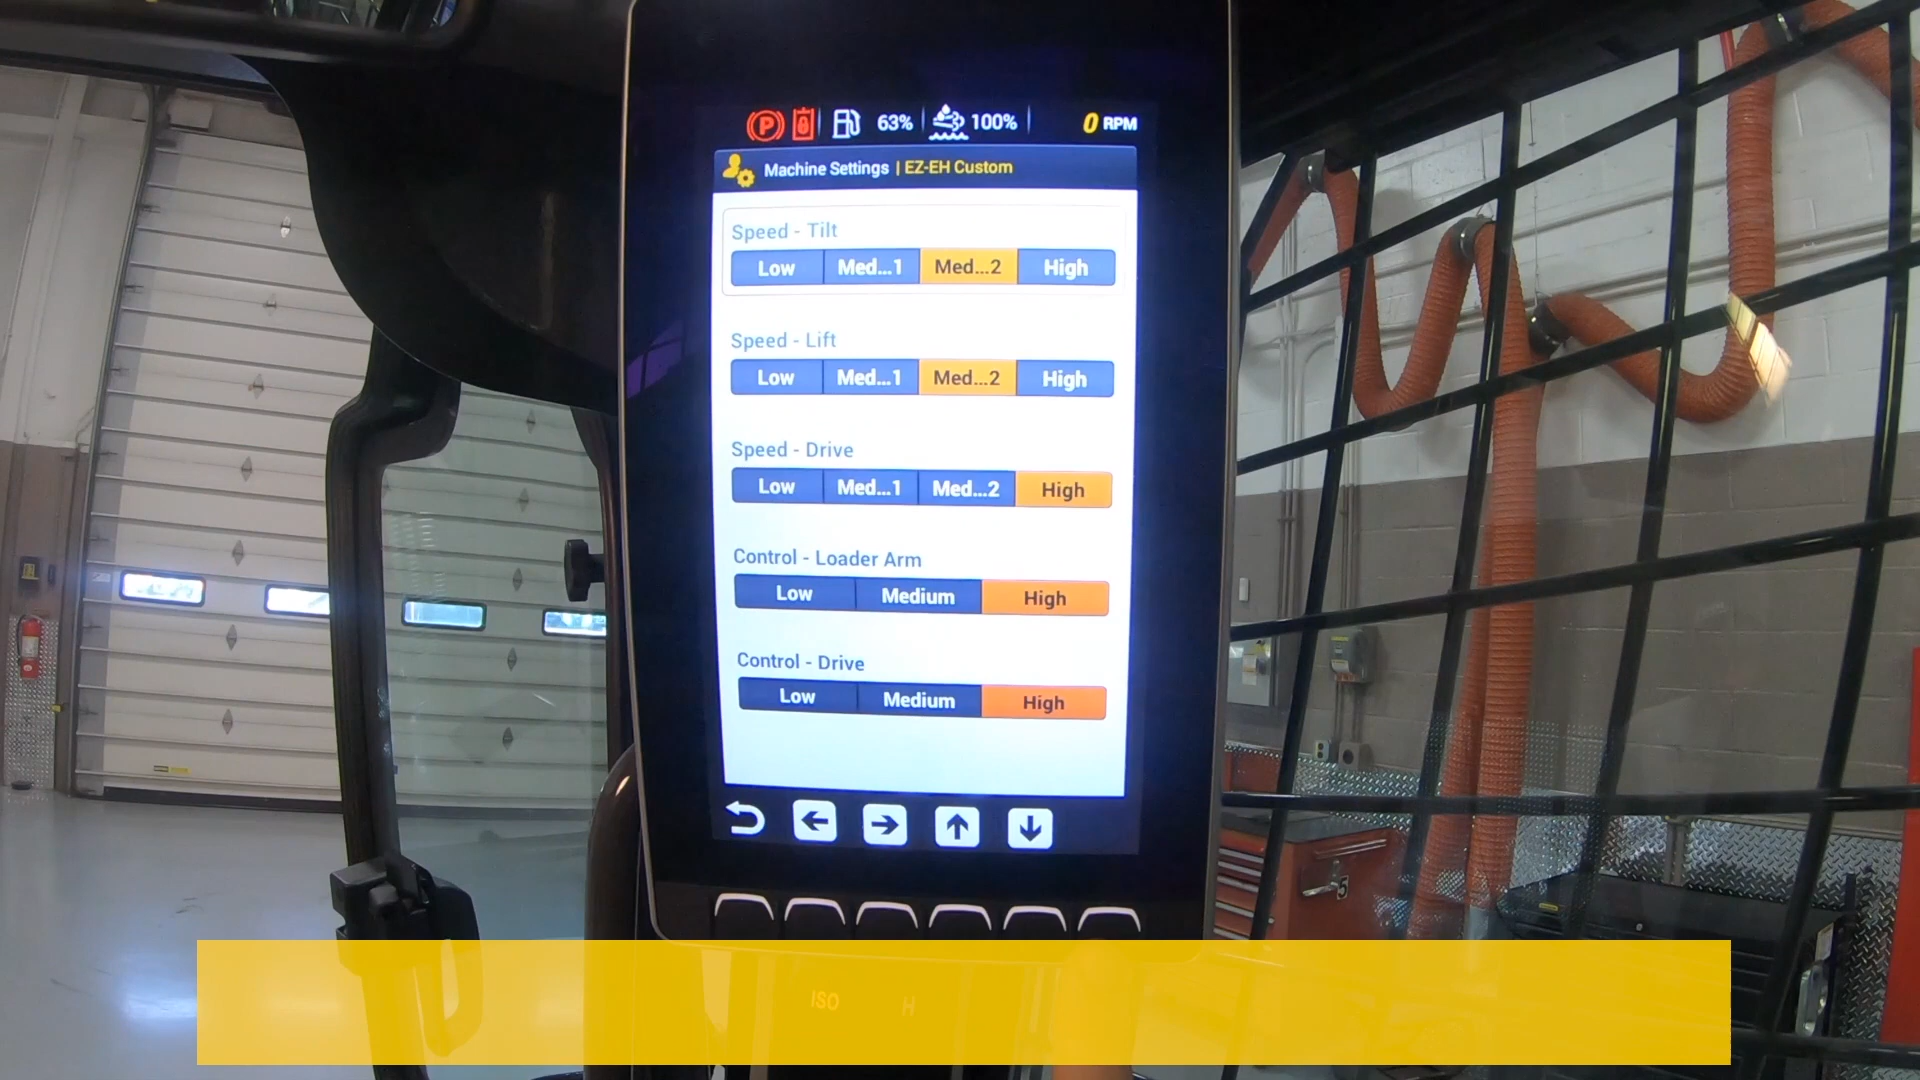 P 63% 100% 0 RPM
Machine Settings | EZ-EH Custom
Speed - Tilt
Low Med...1 Med...2 High
Speed - Lift
Low Med...1 Med...2 High
Speed - Drive
Low Med...1 Med...2 High
Control - Loader Arm
Low Medium High
Control - Drive
Low Medium High
ISO H
5